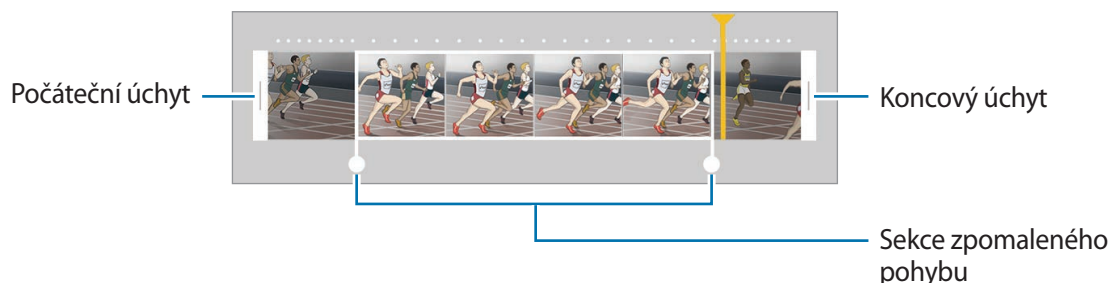 Počáteční úchyt
Koncový úchyt
Sekce zpomaleného
pohybu